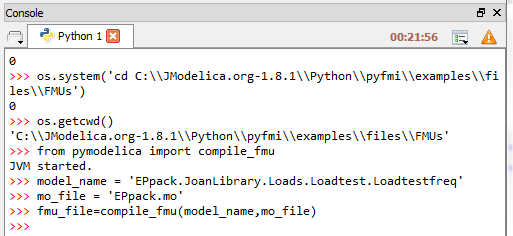 Console
Python 1
00:21:56
0
>>> os.system('cd C:\\JModelica.org-1.8.1\\Python\\pyfmi\\examples\\fi
les\\FMUs')
0
>>> os.getcwd()
'C:\\JModelica.org-1.8.1\\Python\\pyfmi\\examples\\files\\FMUs'
>>> from pymodelica import compile_fmu
JVM started.
>>> model_name = 'EPpack.JoanLibrary.Loads.Loadtest.Loadtestfreq'
>>> mo_file = 'EPpack.mo'
>>> fmu_file=compile_fmu(model_name,mo_file)
>>>